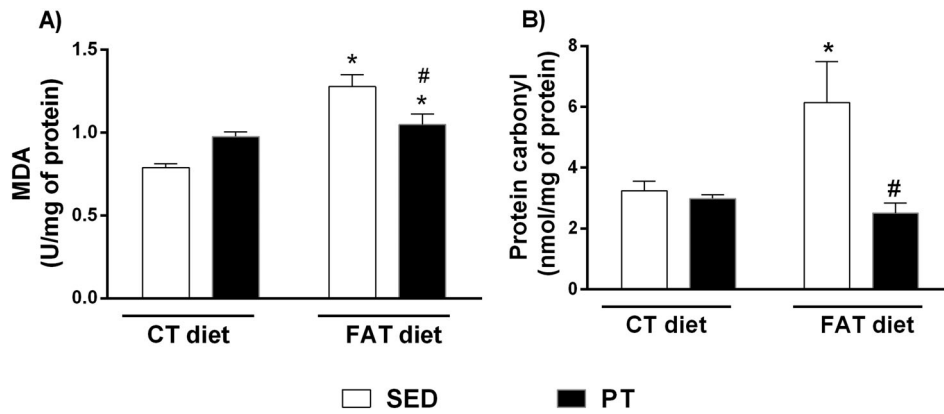 A)
MDA
(U/mg of protein)
1.5
1.0
0.5
0.0
*
#
*
CT diet
FAT diet
B)
Protein carbonyl
(nmol/mg of protein)
8
6
4
2
0
*
#
CT diet
FAT diet
SED
PT